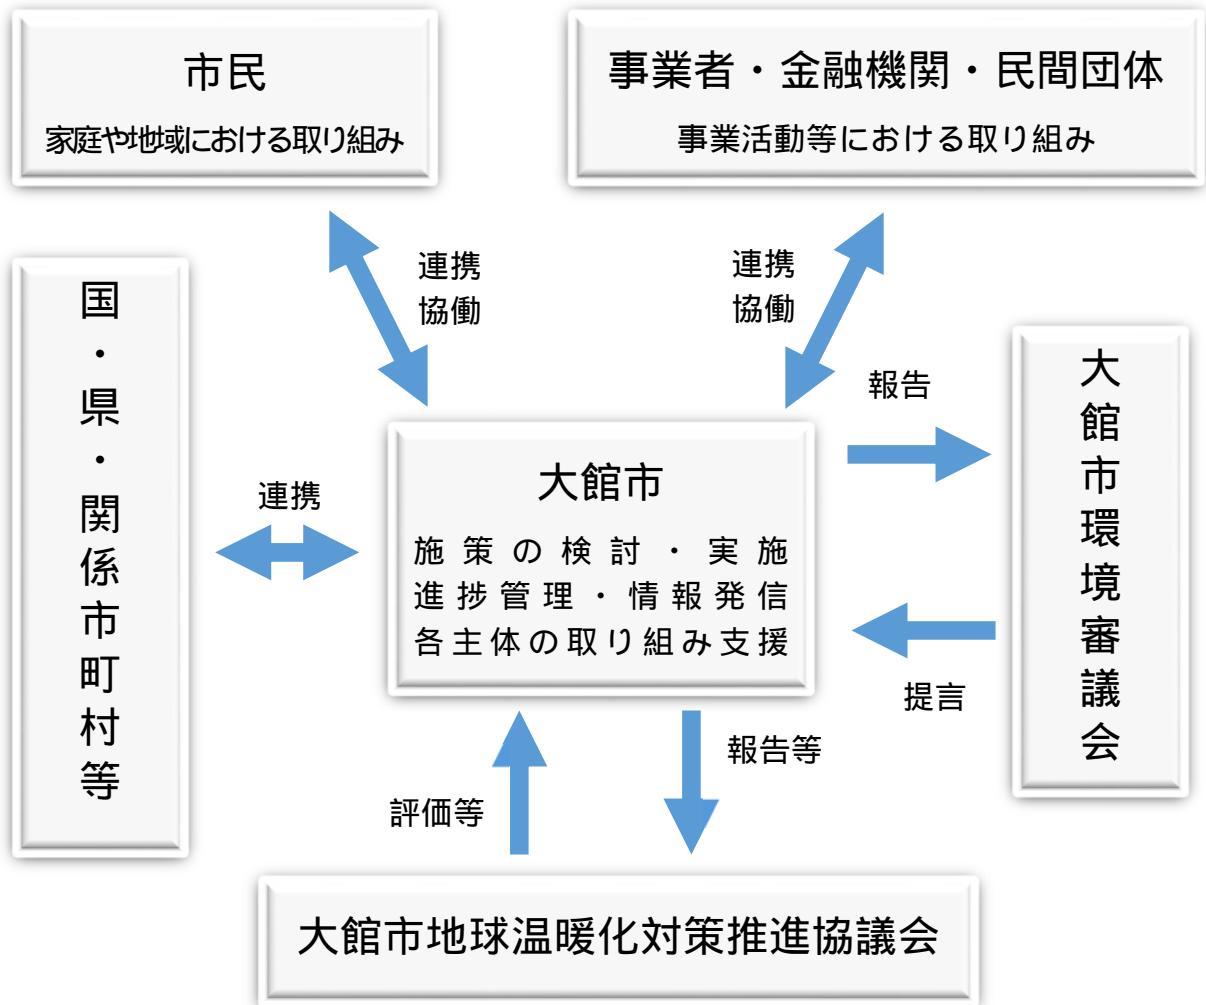 市民
家庭や地域における取り組み
事業者・金融機関・民間団体
事業活動等における取り組み
連携
協働
連携
協働
国・県・関係市町村等
連携
大館市
施策の検討・実施
進捗管理・情報発信
各主体の取り組み支援
報告
提言
大館市環境審議会
評価等
報告等
大館市地球温暖化対策推進協議会